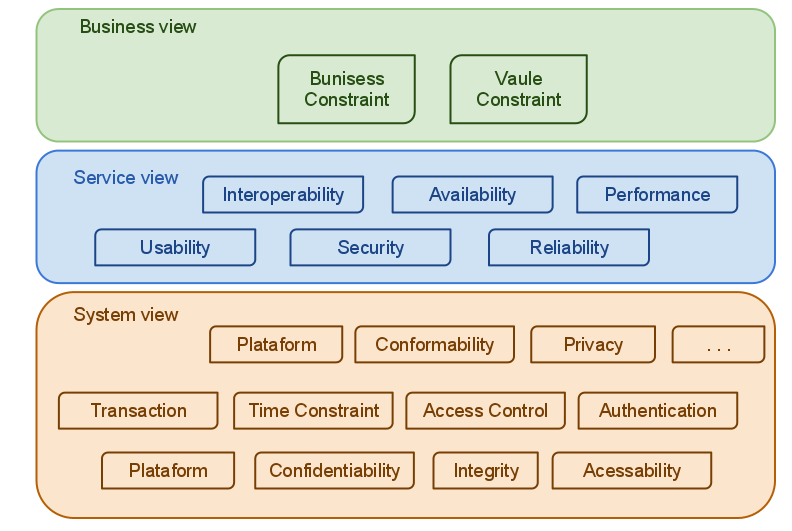 Business view
Bunisess
Constraint
Vaule
Constraint
Service view
Interoperability
Availability
Performance
Usability
Security
Reliability
System view
Plataform
Conformability
Privacy
. . .
Transaction
Time Constraint
Access Control
Authentication
Plataform
Confidentiability
Integrity
Acessability